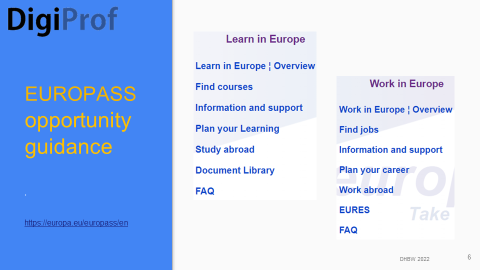 DigiProf
EUROPASS
opportunity
guidance
.
https://europa.eu/europass/en
Learn in Europe
Learn in Europe ¦ Overview
Find courses
Information and support
Plan your Learning
Study abroad
Document Library
FAQ
Work in Europe
Work in Europe ¦ Overview
Find jobs
Information and support
Plan your career
Work abroad
EURES
FAQ
europ
Take
DHBW 2022
6